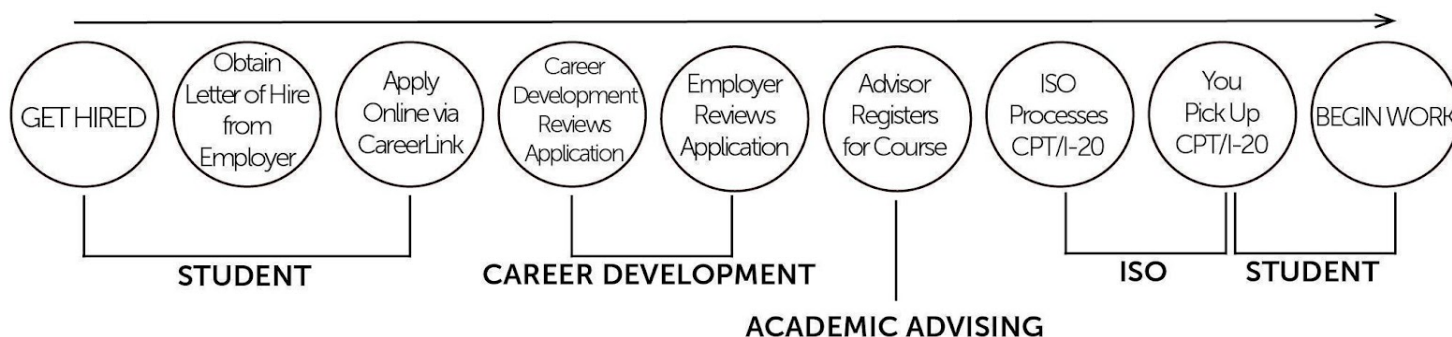 GET HIRED
Obtain
Letter of Hire
from
Employer
Apply
Online via
CareerLink
Career
Development
Reviews
Application
Employer
Reviews
Application
Advisor
Registers
for Course
ISO
Processes
CPT/I-20
You
Pick Up
CPT/I-20
BEGIN WORK
STUDENT
CAREER DEVELOPMENT
ACADEMIC ADVISING
ISO
STUDENT